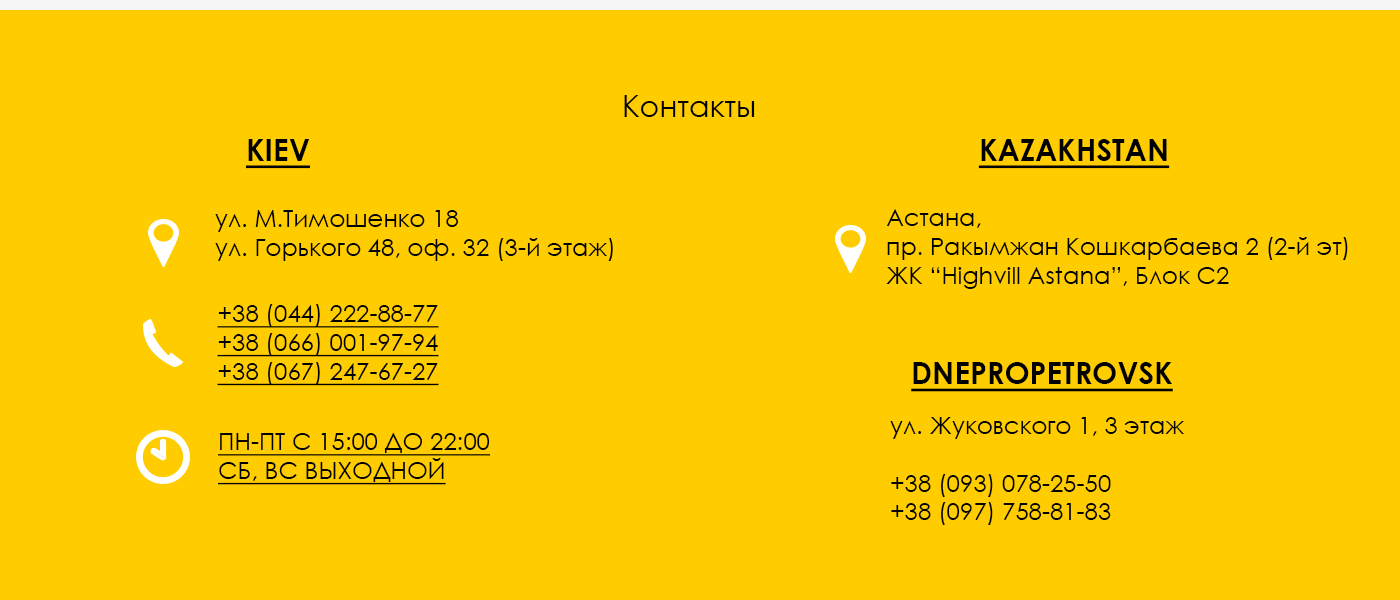 Контакты
KIEV
ул. М.Тимошенко 18
ул. Горького 48, оф. 32 (3-й этаж)
+38 (044) 222-88-77
+38 (066) 001-97-94
+38 (067) 247-67-27
ПН-ПТ С 15:00 ДО 22:00
СБ, ВС ВЫХОДНОЙ
KAZAKHSTAN
Астана,
пр. Ракымжан Кошкарбаева 2 (2-й эт)
ЖК “Highvill Astana”, Блок С2
DNEPROPETROVSK
ул. Жуковского 1, 3 этаж
+38 (093) 078-25-50
+38 (097) 758-81-83